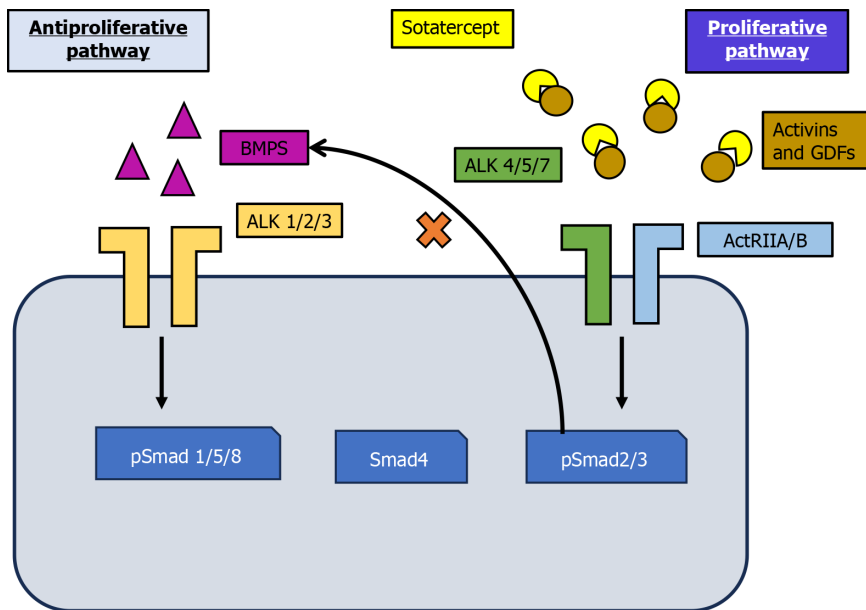 Antiproliferative
pathway
Sotatercept
Proliferative
pathway
BMPS
ALK 4/5/7
Activins
and GDFs
ALK 1/2/3
ActRIIA/B
pSmad 1/5/8
Smad4
pSmad2/3